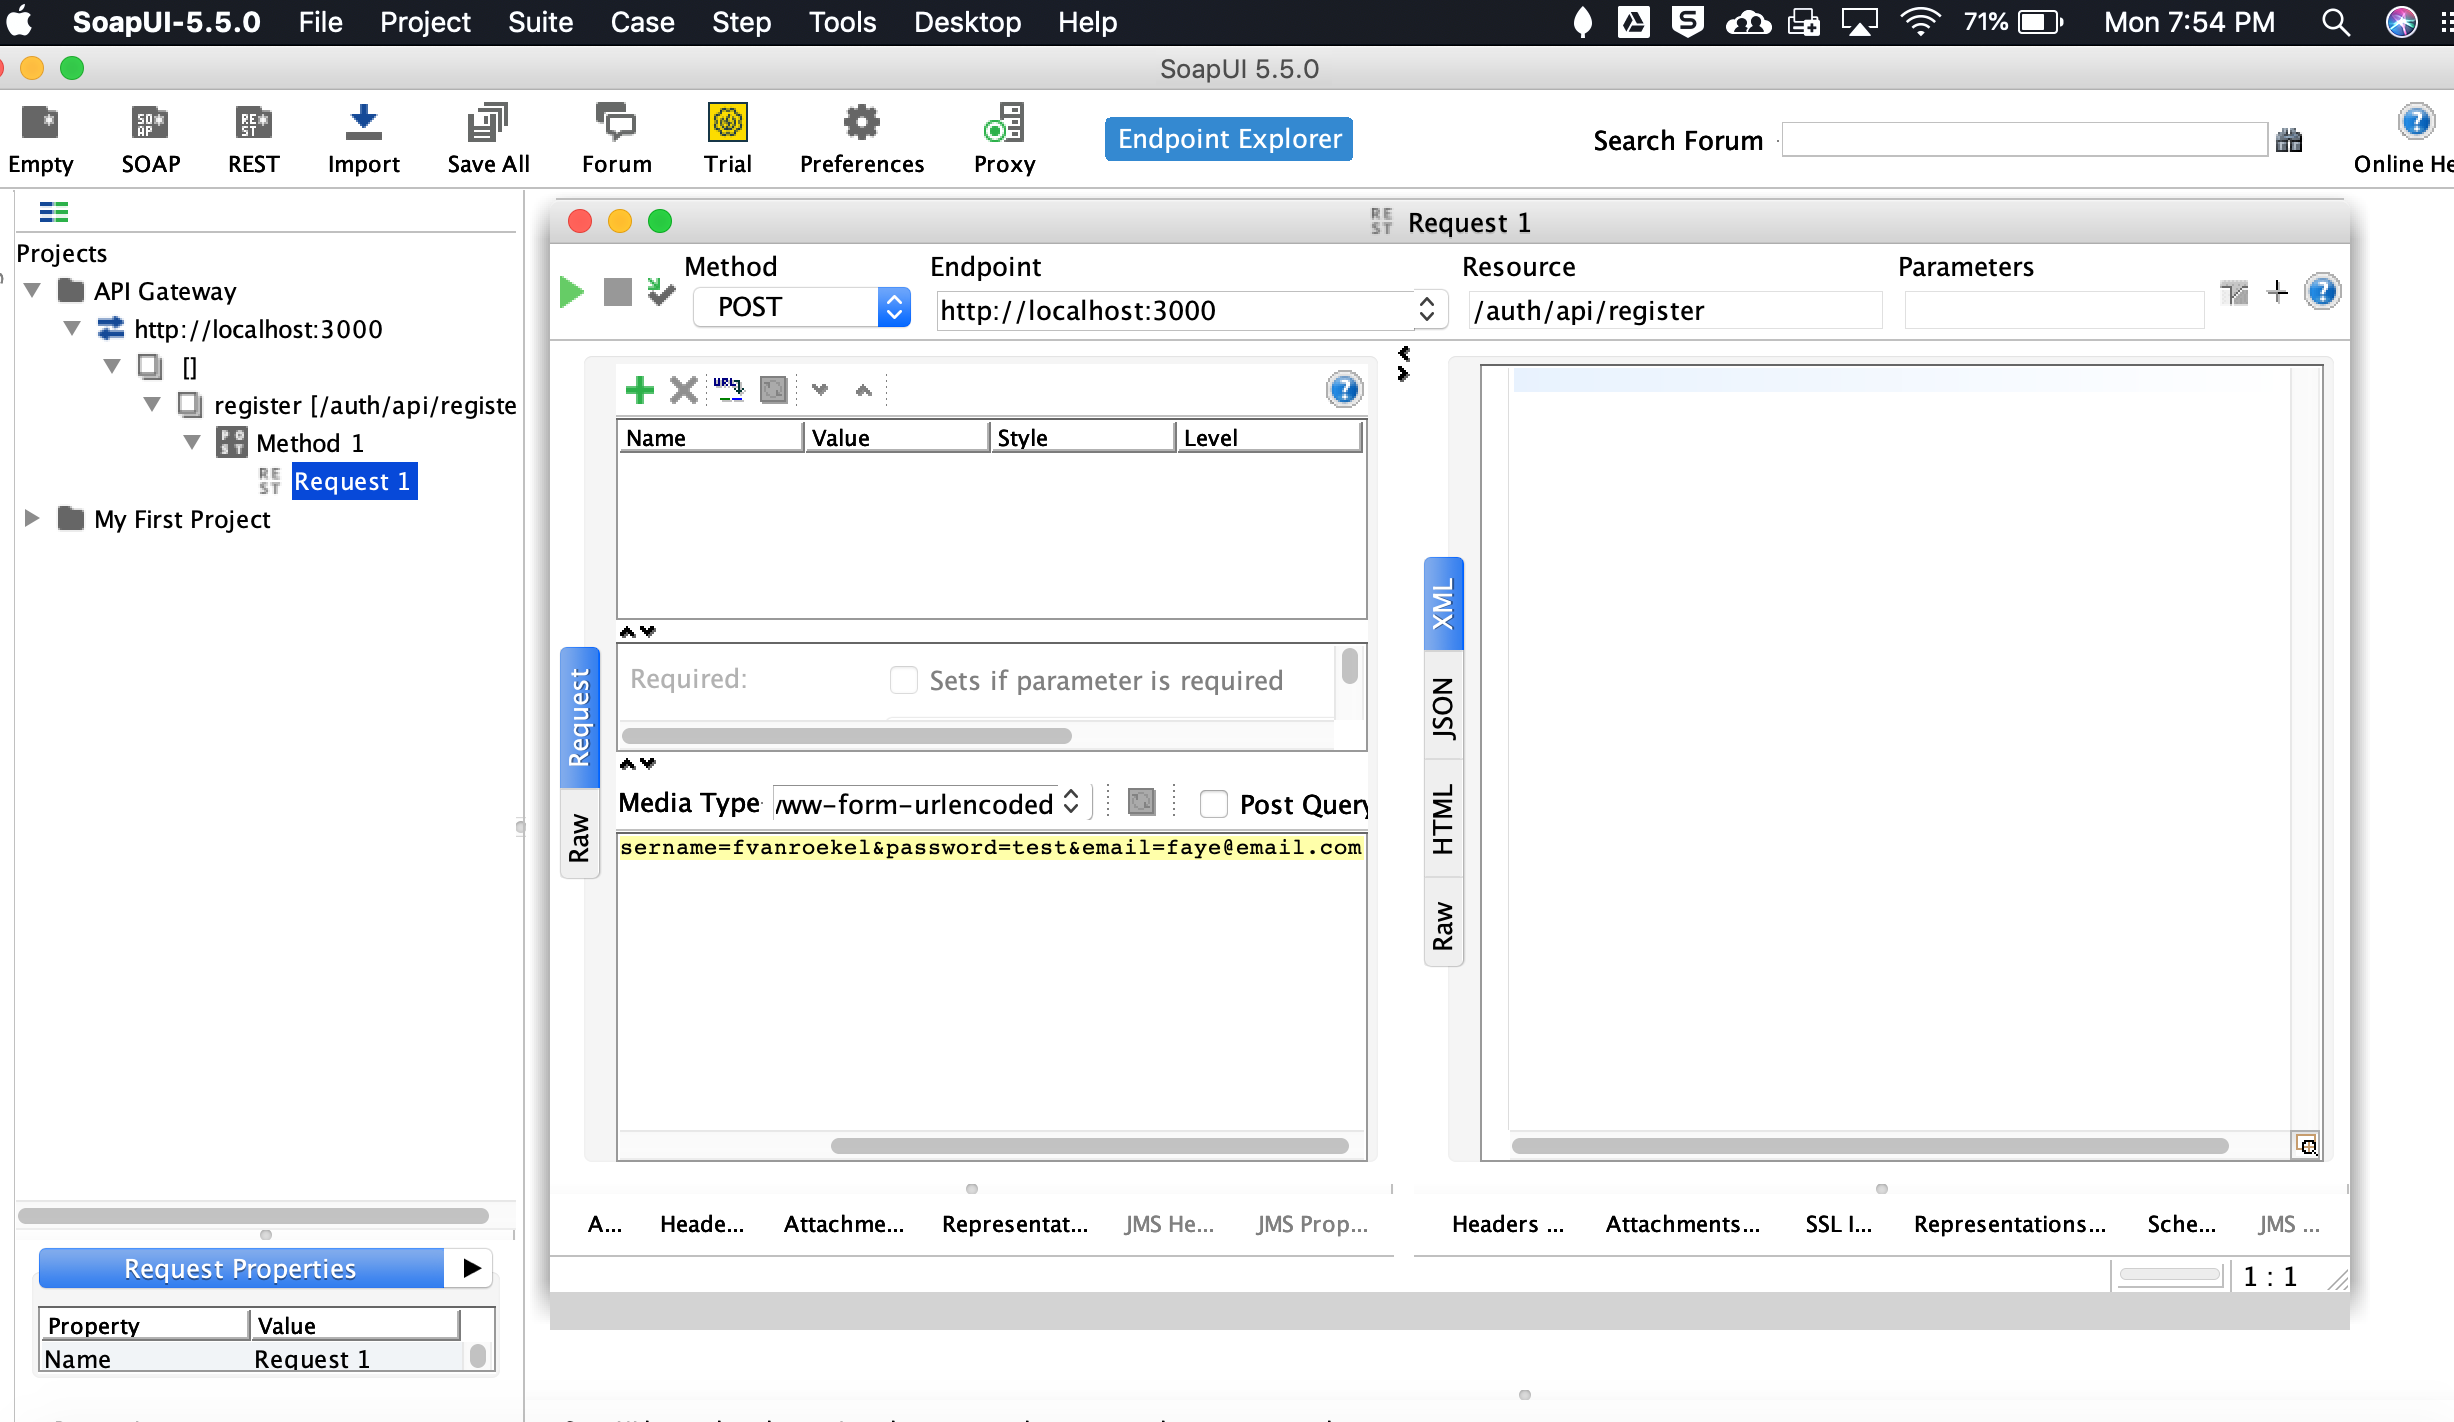 SoapUI-5.5.0 File Project Suite Case Step Tools Desktop Help 71% Mon 7:54 PM
SoapUI 5.5.0
Empty SOAP REST Import Save All Forum Trial Preferences Proxy Endpoint Explorer Search Forum Online He
Projects
API Gateway
http://localhost:3000
[]
register [/auth/api/registe
Method 1
REST Request 1
My First Project
REST Request 1
Method Endpoint Resource Parameters
POST http://localhost:3000 /auth/api/register
Name Value Style Level
Required: Sets if parameter is required
Request
Raw
Media Type /ww-form-urlencoded Post Query
sername=fvanroekel&password=test&email=faye@email.com
XML
JSON
HTML
Raw
A... Heade... Attachme... Representat... JMS He... JMS Prop...
Headers ... Attachments... SSL I... Representations... Sche... JMS ...
1 : 1
Request Properties
Property Value
Name Request 1